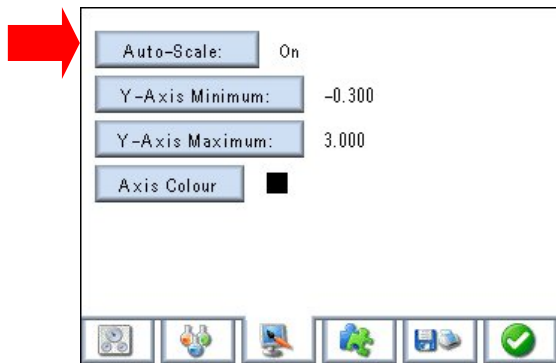 Auto-Scale: On
Y-Axis Minimum: -0.300
Y-Axis Maximum: 3.000
Axis Colour